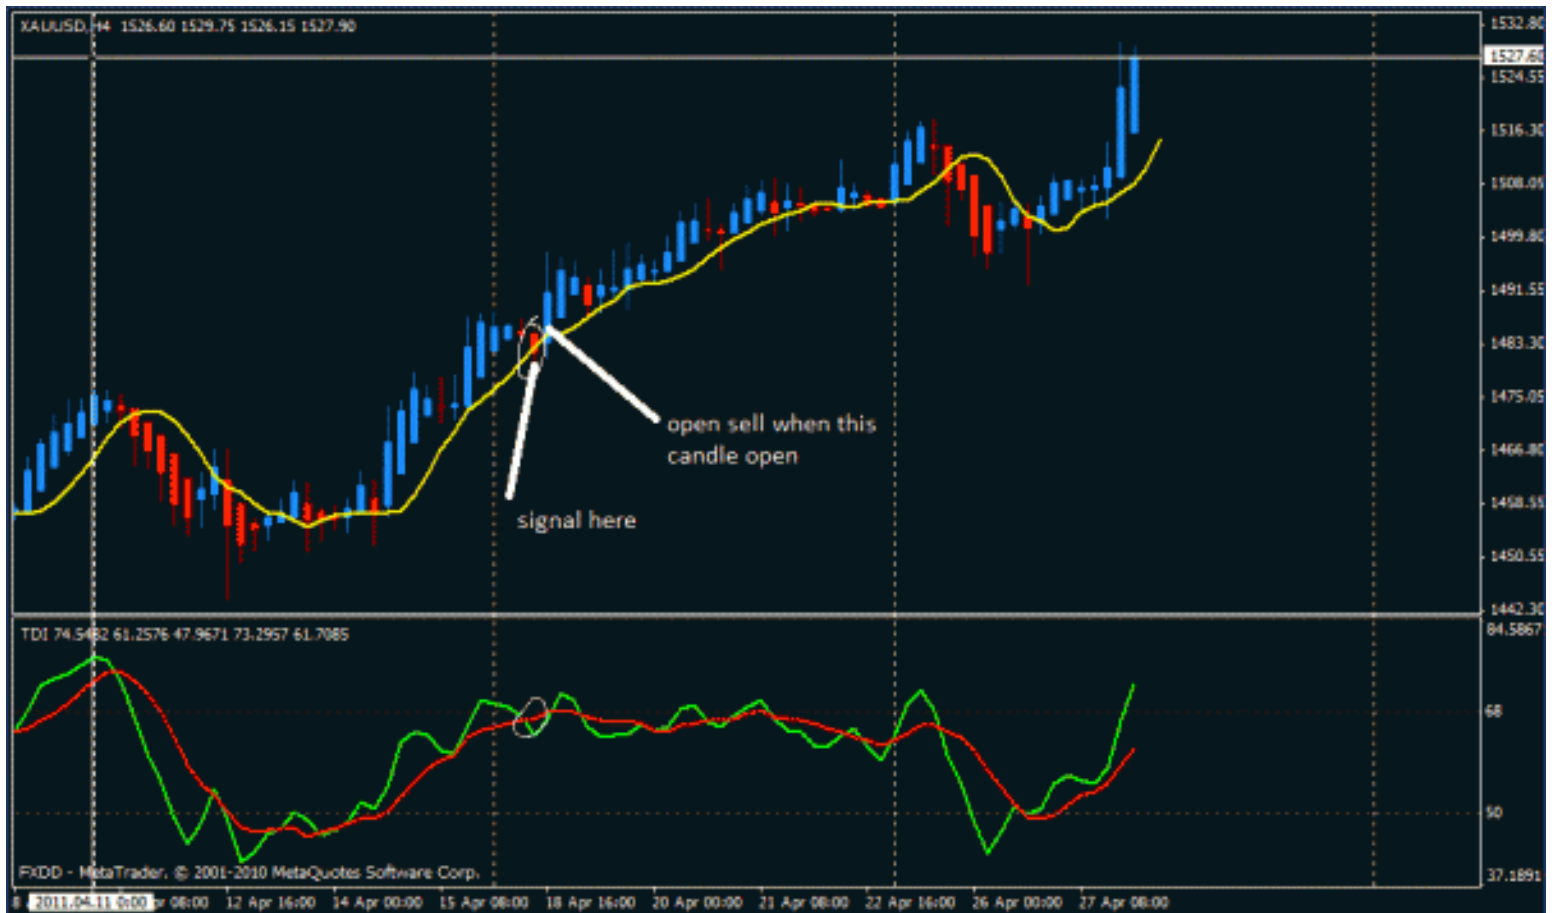 XAUUSD,H4 1526.60 1529.75 1526.15 1527.90
1532.80
1527.60
1524.55
1516.30
1508.05
1499.80
1491.55
1483.30
1475.05
1466.80
1458.55
1450.55
1442.30
open sell when this
candle open
signal here
TDI 74.5482 61.2576 47.9671 73.2957 61.7085
84.5867
68
50
37.1891
FXDD - MetaTrader, © 2001-2010 MetaQuotes Software Corp.
8 2011.04.11 0:00 pr 08:00 12 Apr 16:00 14 Apr 00:00 15 Apr 08:00 18 Apr 16:00 20 Apr 00:00 21 Apr 08:00 22 Apr 16:00 26 Apr 00:00 27 Apr 08:00